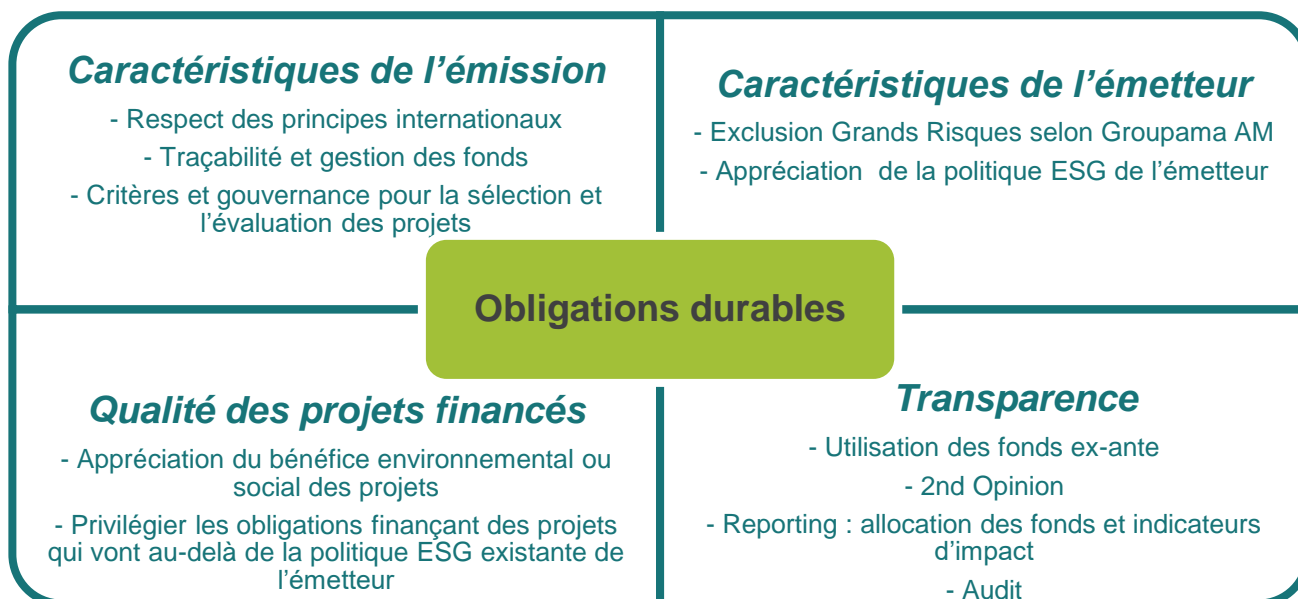 Caractéristiques de l’émission
- Respect des principes internationaux
- Traçabilité et gestion des fonds
- Critères et gouvernance pour la sélection et
l’évaluation des projets
Caractéristiques de l’émetteur
- Exclusion Grands Risques selon Groupama AM
- Appréciation de la politique ESG de l’émetteur
Obligations durables
Qualité des projets financés
- Appréciation du bénéfice environnemental ou
social des projets
- Privilégier les obligations finançant des projets
qui vont au-delà de la politique ESG existante de
l’émetteur
Transparence
- Utilisation des fonds ex-ante
- 2nd Opinion
- Reporting : allocation des fonds et indicateurs
d’impact
- Audit